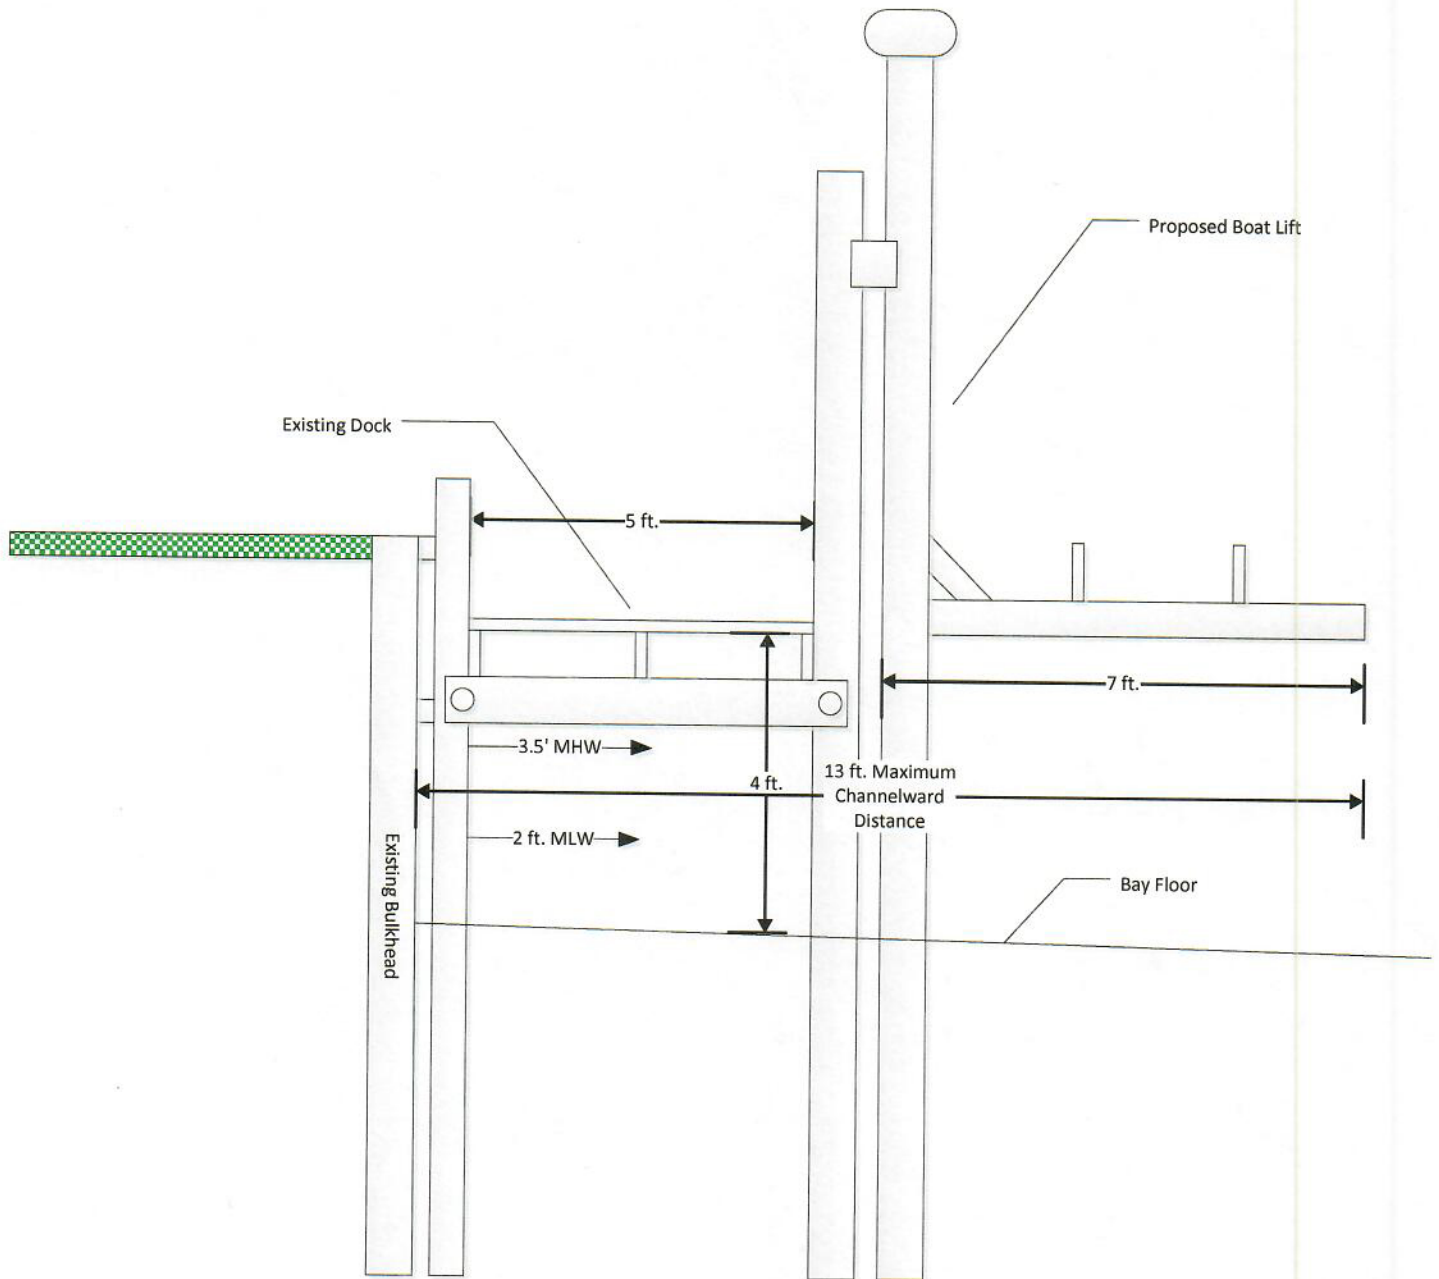 Proposed Boat Lift
Existing Dock
5 ft.
7 ft.
3.5' MHW
4 ft.
13 ft. Maximum
Channelward
Distance
2 ft. MLW
Existing Bulkhead
Bay Floor